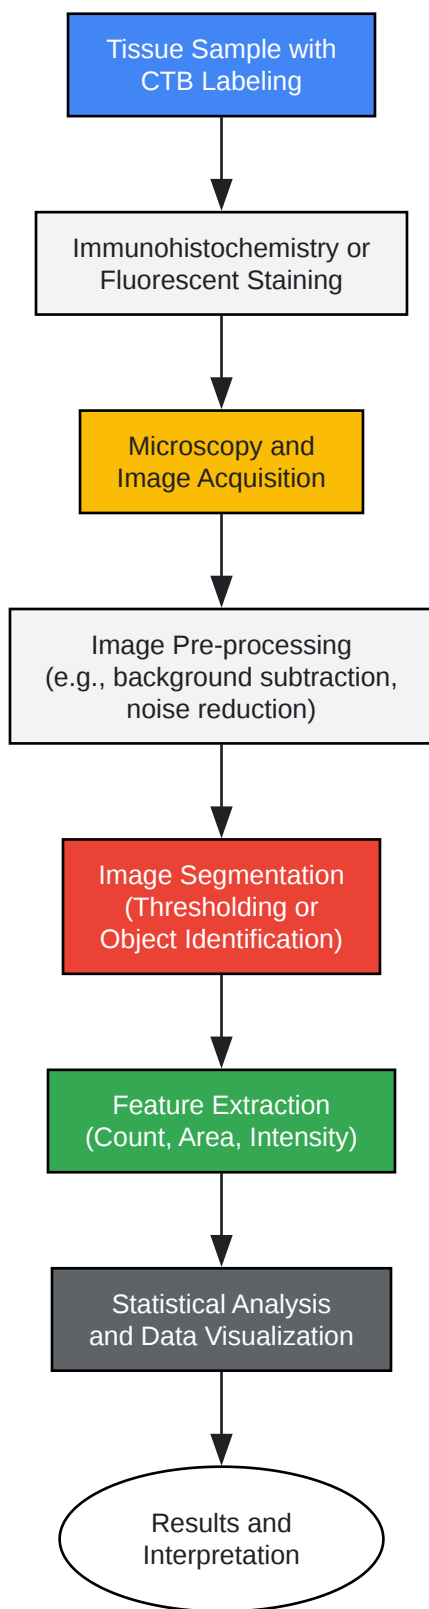 Tissue Sample with
CTB Labeling
Immunohistochemistry or
Fluorescent Staining
Microscopy and
Image Acquisition
Image Pre-processing
(e.g., background subtraction,
noise reduction)
Image Segmentation
(Thresholding or
Object Identification)
Feature Extraction
(Count, Area, Intensity)
Statistical Analysis
and Data Visualization
Results and
Interpretation